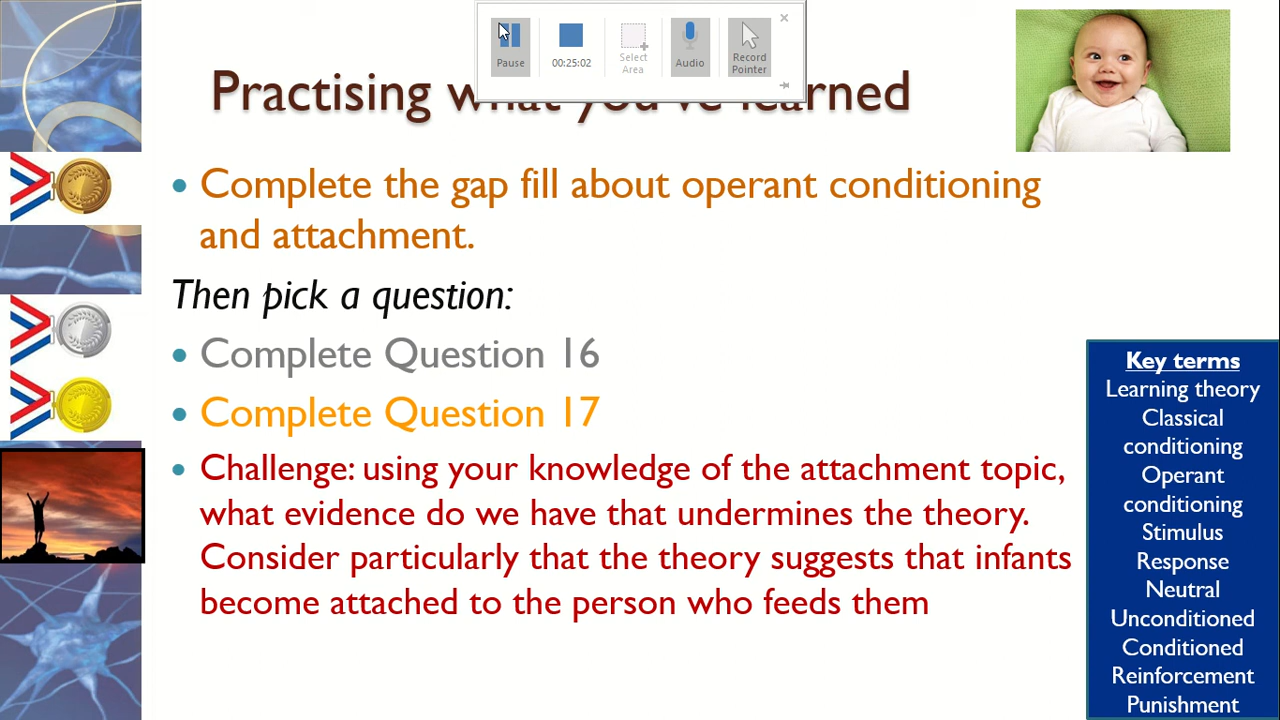 Pause
00:25:02
Select
Area
Audio
Record
Pointer
Practising what you've learned
• Complete the gap fill about operant conditioning
and attachment.
Then pick a question:
• Complete Question 16
• Complete Question 17
• Challenge: using your knowledge of the attachment topic,
what evidence do we have that undermines the theory.
Consider particularly that the theory suggests that infants
become attached to the person who feeds them
Key terms
Learning theory
Classical
conditioning
Operant
conditioning
Stimulus
Response
Neutral
Unconditioned
Conditioned
Reinforcement
Punishment